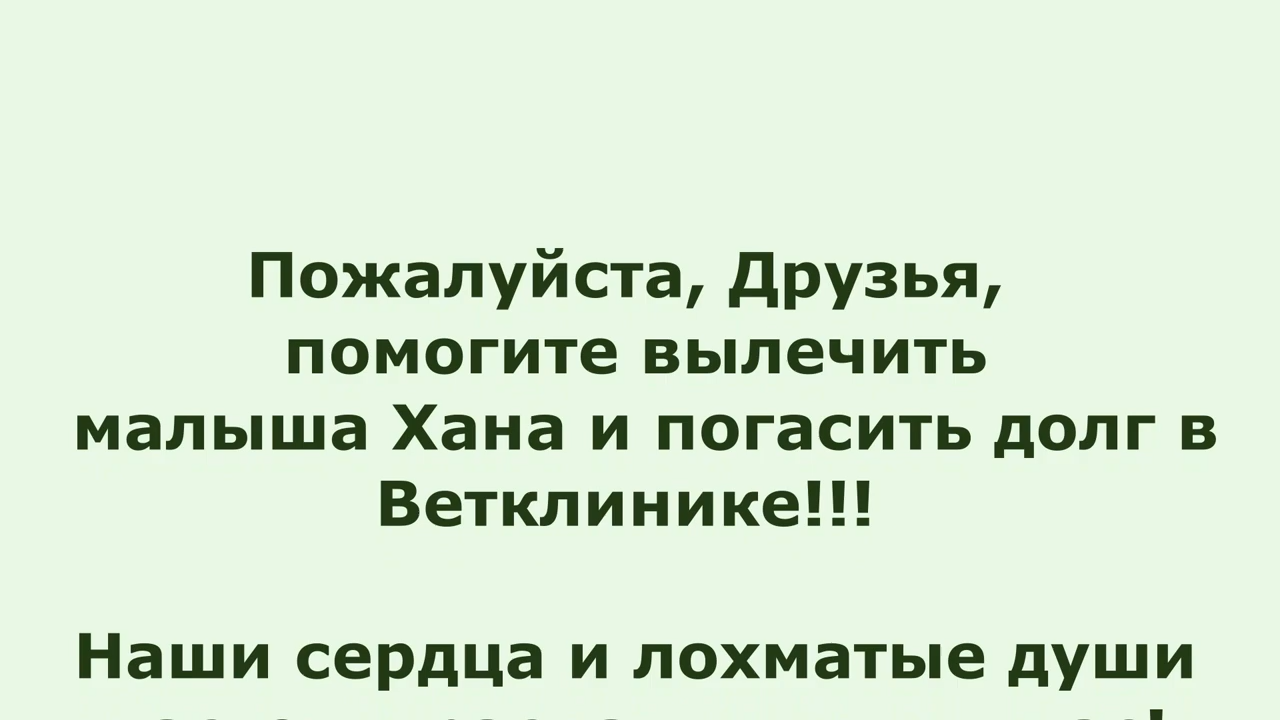 Пожалуйста, Друзья,
помогите вылечить
малыша Хана и погасить долг в
Ветклинике!!!
Наши сердца и лохматые души